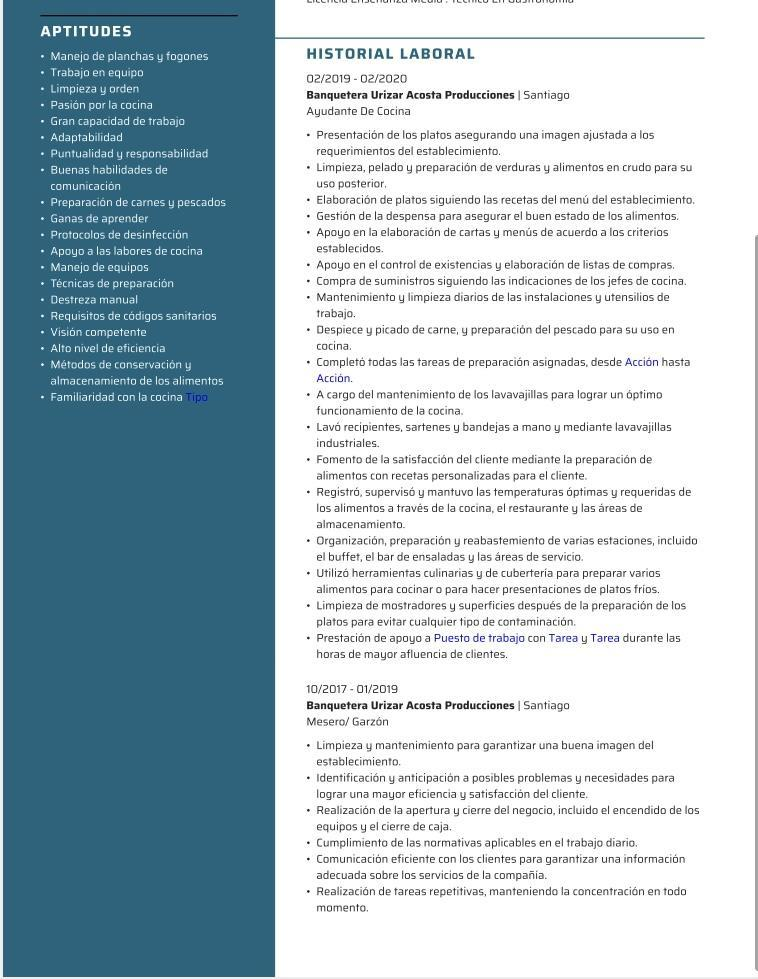 Licencia Enseñanza Media : Técnico En Gastronomía
APTITUDES
• Manejo de planchas y fogones
• Trabajo en equipo
• Limpieza y orden
• Pasión por la cocina
• Gran capacidad de trabajo
• Adaptabilidad
• Puntualidad y responsabilidad
• Buenas habilidades de
comunicación
• Preparación de carnes y pescados
• Ganas de aprender
• Protocolos de desinfección
• Apoyo a las labores de cocina
• Manejo de equipos
• Técnicas de preparación
• Destreza manual
• Requisitos de códigos sanitarios
• Visión competente
• Alto nivel de eficiencia
• Métodos de conservación y
almacenamiento de los alimentos
• Familiaridad con la cocina Tipo
HISTORIAL LABORAL
02/2019 - 02/2020
Banquetera Urizar Acosta Producciones | Santiago
Ayudante De Cocina
• Presentación de los platos asegurando una imagen ajustada a los
requerimientos del establecimiento.
• Limpieza, pelado y preparación de verduras y alimentos en crudo para su
uso posterior.
• Elaboración de platos siguiendo las recetas del menú del establecimiento.
• Gestión de la despensa para asegurar el buen estado de los alimentos.
• Apoyo en la elaboración de cartas y menús de acuerdo a los criterios
establecidos.
• Apoyo en el control de existencias y elaboración de listas de compras.
• Compra de suministros siguiendo las indicaciones de los jefes de cocina.
• Mantenimiento y limpieza diarios de las instalaciones y utensilios de
trabajo.
• Despiece y picado de carne, y preparación del pescado para su uso en
cocina.
• Completó todas las tareas de preparación asignadas, desde Acción hasta
Acción.
• A cargo del mantenimiento de los lavavajillas para lograr un óptimo
funcionamiento de la cocina.
• Lavó recipientes, sartenes y bandejas a mano y mediante lavavajillas
industriales.
• Fomento de la satisfacción del cliente mediante la preparación de
alimentos con recetas personalizadas para el cliente.
• Registró, supervisó y mantuvo las temperaturas óptimas y requeridas de
los alimentos a través de la cocina, el restaurante y las áreas de
almacenamiento.
• Organización, preparación y reabastemiento de varias estaciones, incluido
el buffet, el bar de ensaladas y las áreas de servicio.
• Utilizó herramientas culinarias y de cubertería para preparar varios
alimentos para cocinar o para hacer presentaciones de platos fríos.
• Limpieza de mostradores y superficies después de la preparación de los
platos para evitar cualquier tipo de contaminación.
• Prestación de apoyo a Puesto de trabajo con Tarea y Tarea durante las
horas de mayor afluencia de clientes.
10/2017 - 01/2019
Banquetera Urizar Acosta Producciones | Santiago
Mesero/ Garzón
• Limpieza y mantenimiento para garantizar una buena imagen del
establecimiento.
• Identificación y anticipación a posibles problemas y necesidades para
lograr una mayor eficiencia y satisfacción del cliente.
• Realización de la apertura y cierre del negocio, incluido el encendido de los
equipos y el cierre de caja.
• Cumplimiento de las normativas aplicables en el trabajo diario.
• Comunicación eficiente con los clientes para garantizar una información
adecuada sobre los servicios de la compañía.
• Realización de tareas repetitivas, manteniendo la concentración en todo
momento.